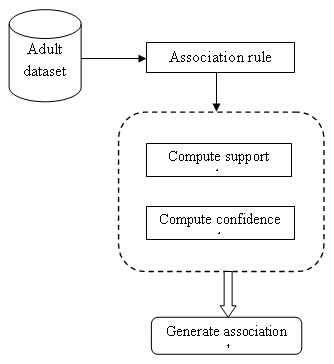 Adult
dataset
Association rule
Compute support
Compute confidence
Generate association